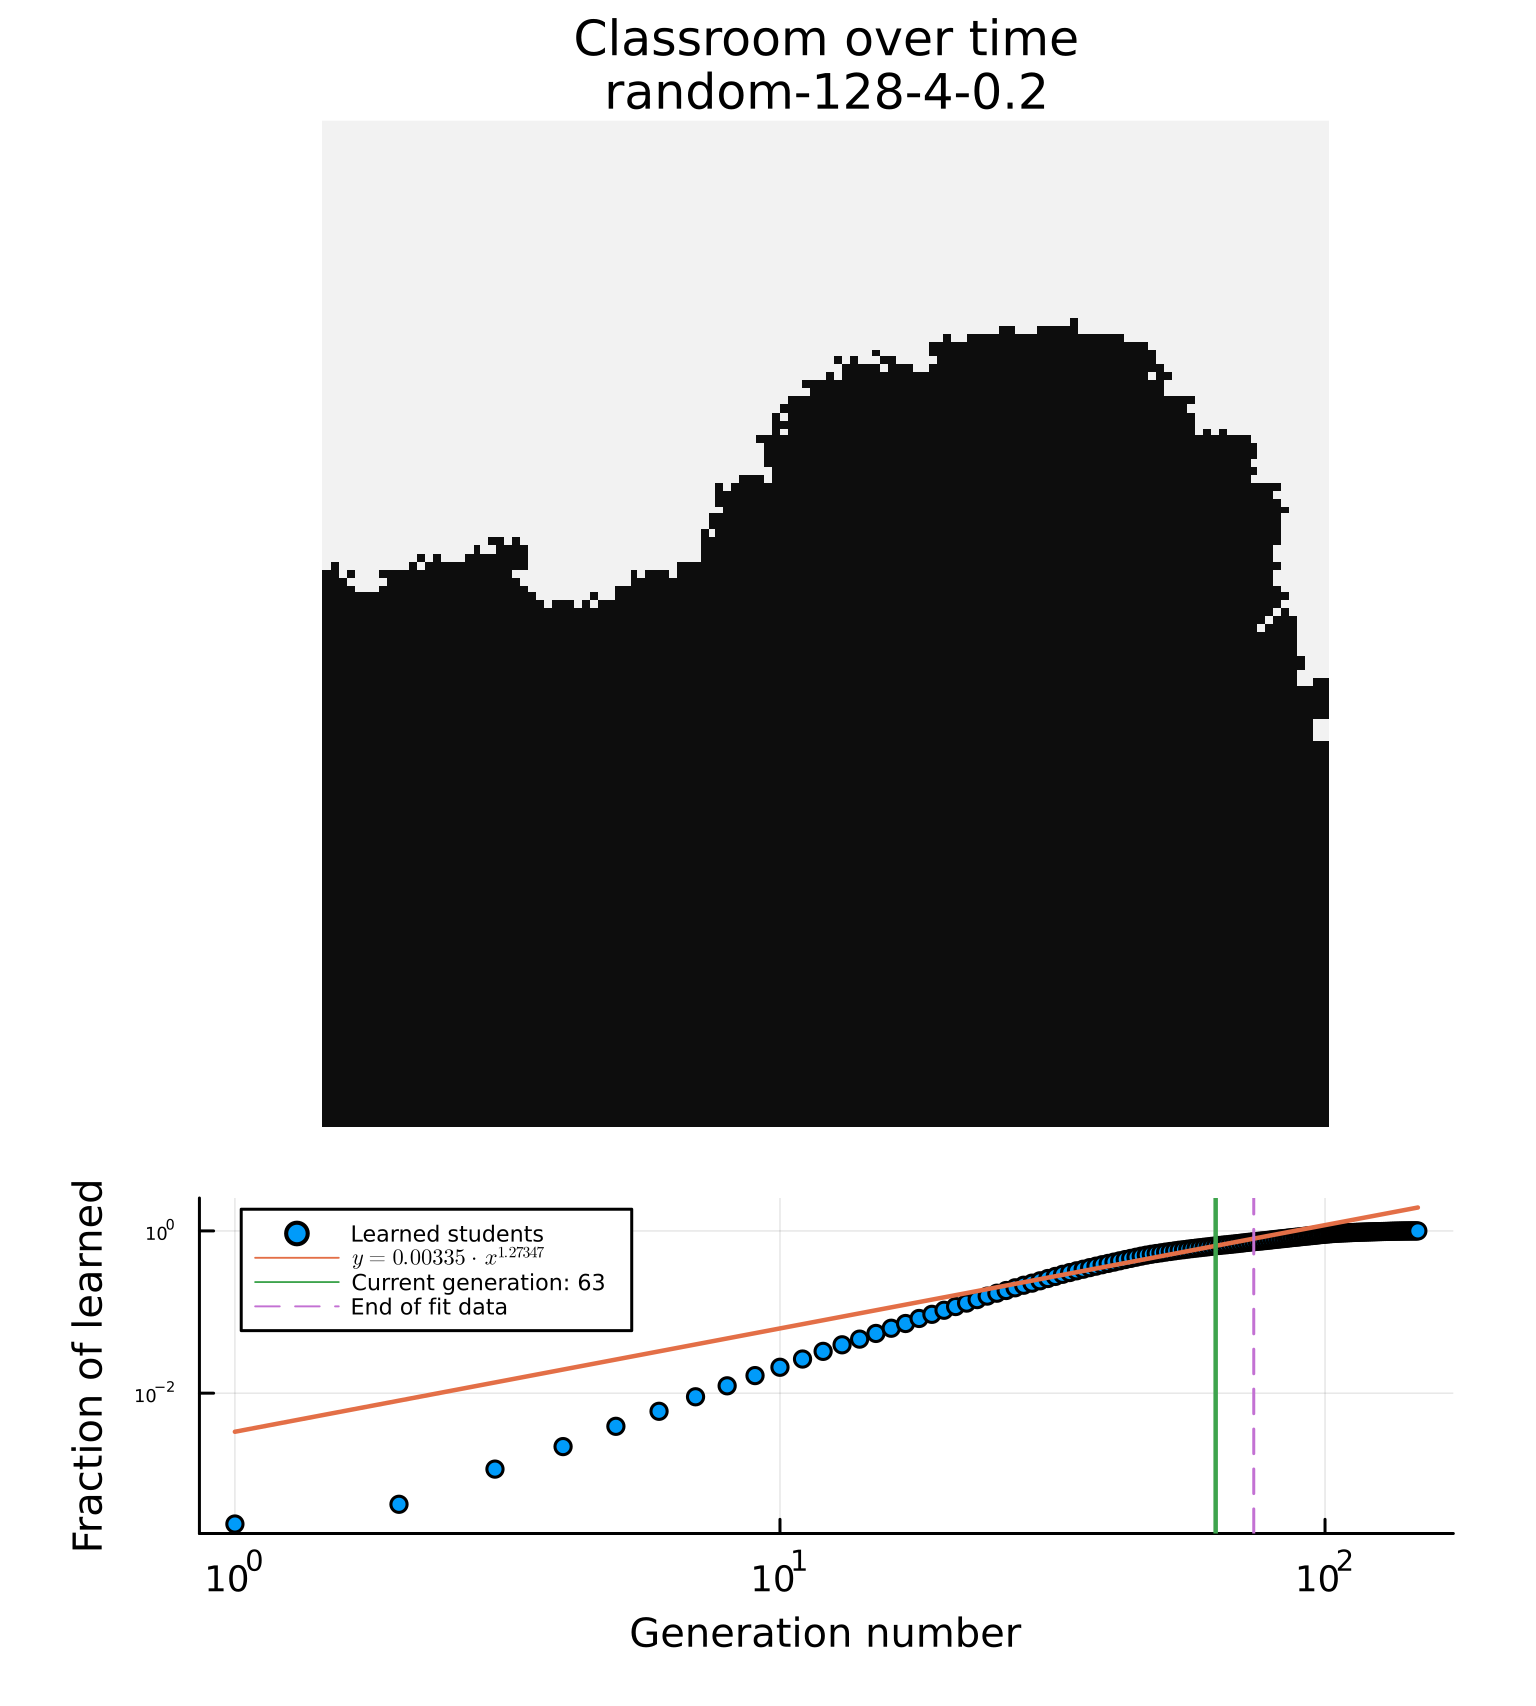 Classroom over time
random-128-4-0.2
Fraction of learned
10⁰
10⁻²
Learned students
y = 0.00335 · x^1.27347
Current generation: 63
End of fit data
10⁰ 10¹ 10²
Generation number